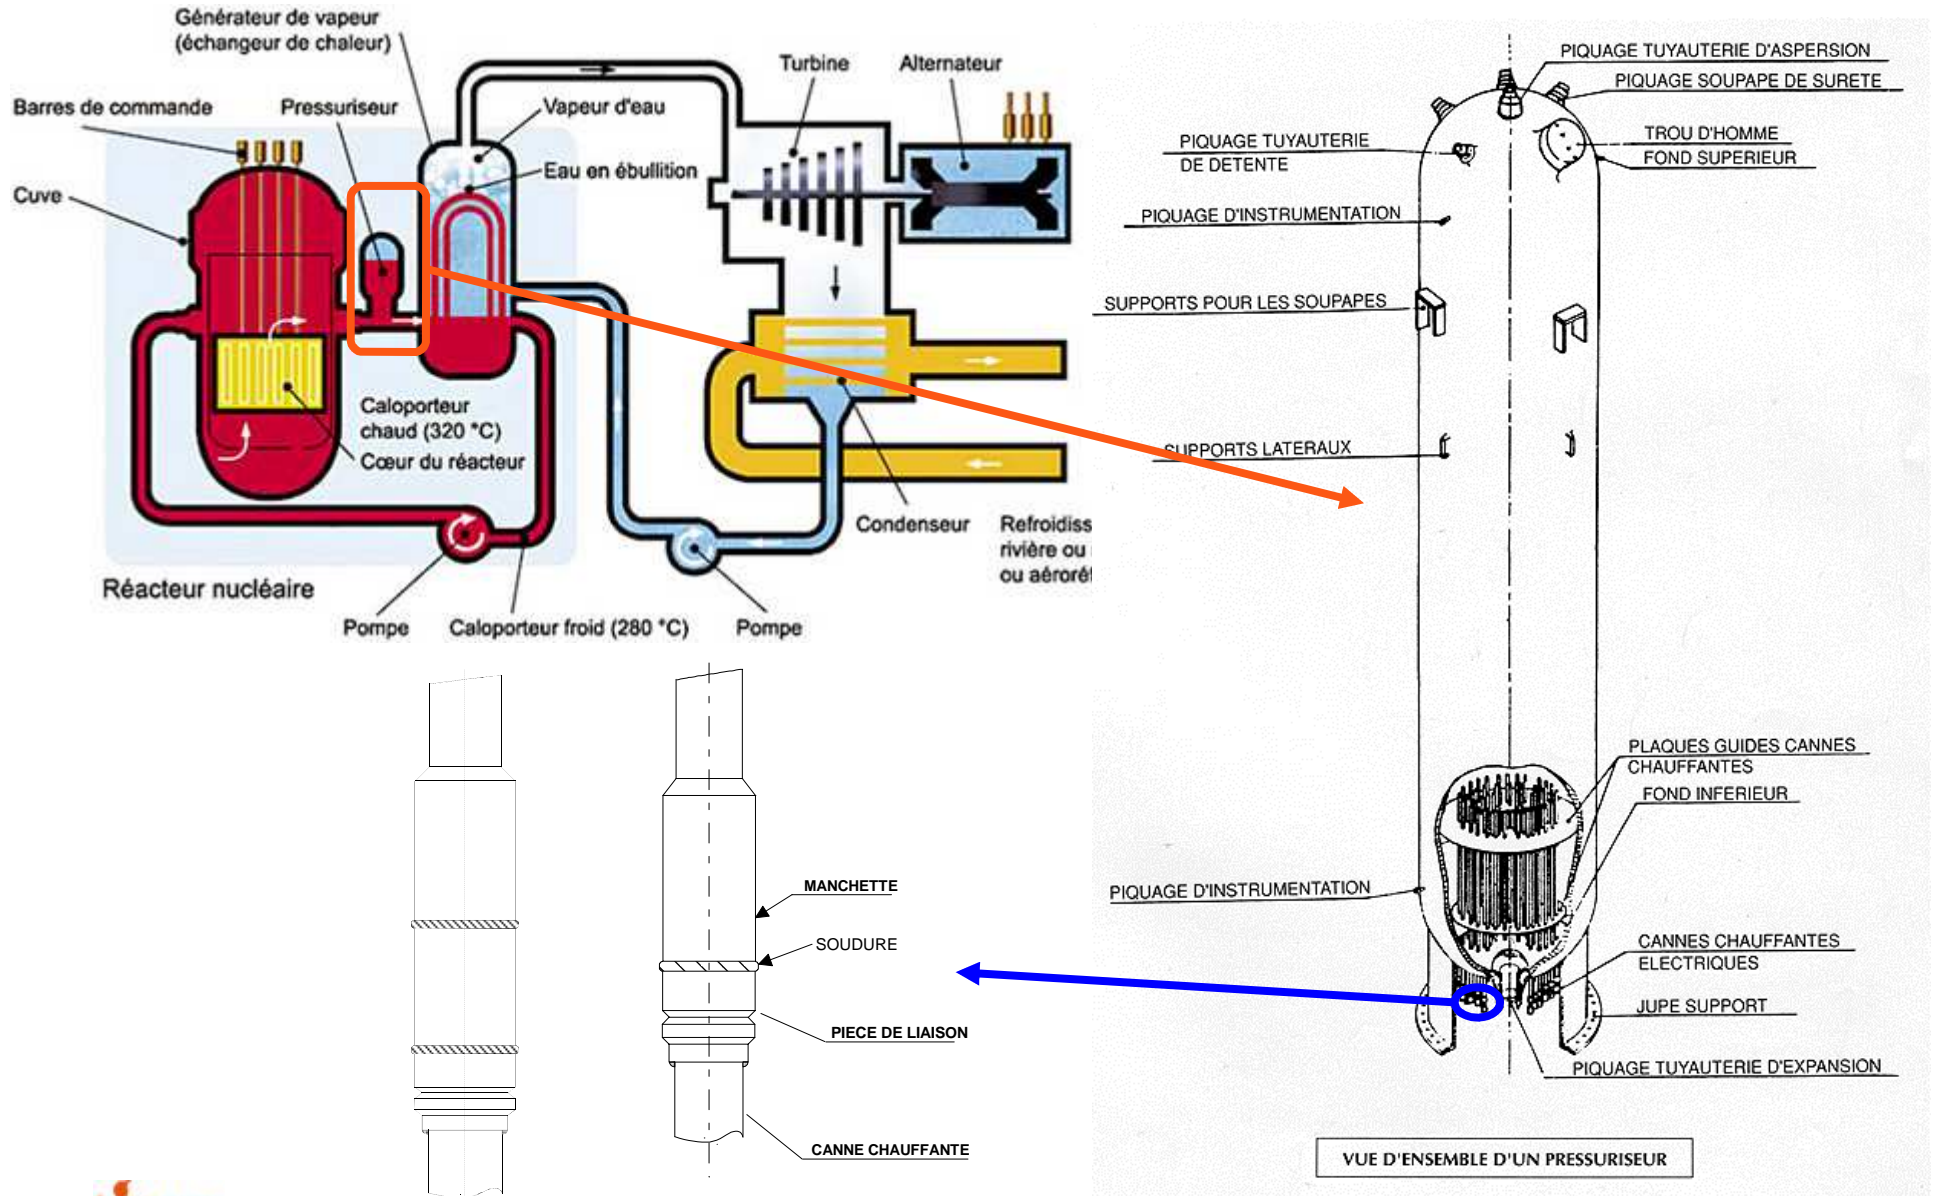 Générateur de vapeur
(échangeur de chaleur)
Barres de commande
Pressuriseur
Cuve
Vapeur d'eau
Eau en ébullition
Turbine
Alternateur
Caloporteur
chaud (320 °C)
Cœur du réacteur
Condenseur
rivière ou
Réacteur nucléaire
Pompe
Caloporteur froid (280 °C)
Pompe
MANCHETTE
SOUDURE
PIECE DE LIAISON
CANNE CHAUFFANTE
PIQUAGE TUYAUTERIE D'ASPERSION
PIQUAGE SOUPAPE DE SURETE
PIQUAGE TUYAUTERIE
DE DETENTE
TROU D'HOMME
FOND SUPERIEUR
PIQUAGE D'INSTRUMENTATION
SUPPORTS POUR LES SOUPAPES
SUPPORTS LATERAUX
PLAQUES GUIDES CANNES
CHAUFFANTES
FOND INFERIEUR
PIQUAGE D'INSTRUMENTATION
CANNES CHAUFFANTES
ELECTRIQUES
JUPE SUPPORT
PIQUAGE TUYAUTERIE D'EXPANSION
VUE D'ENSEMBLE D'UN PRESSURISEUR